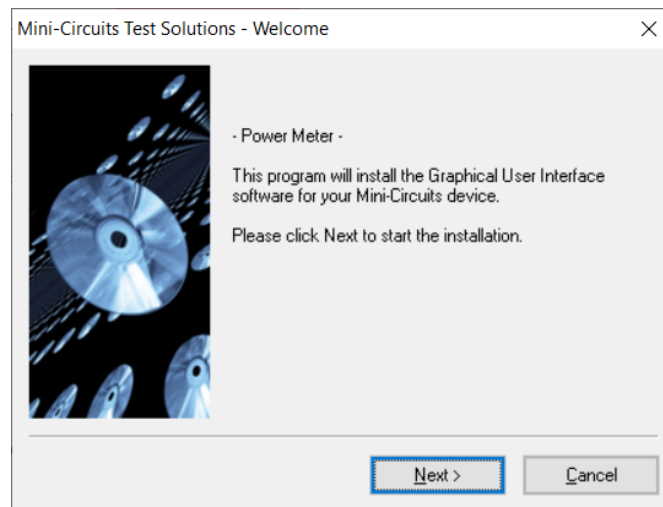 Mini-Circuits Test Solutions - Welcome
- Power Meter -
This program will install the Graphical User Interface
software for your Mini-Circuits device.
Please click Next to start the installation.
Next >
Cancel